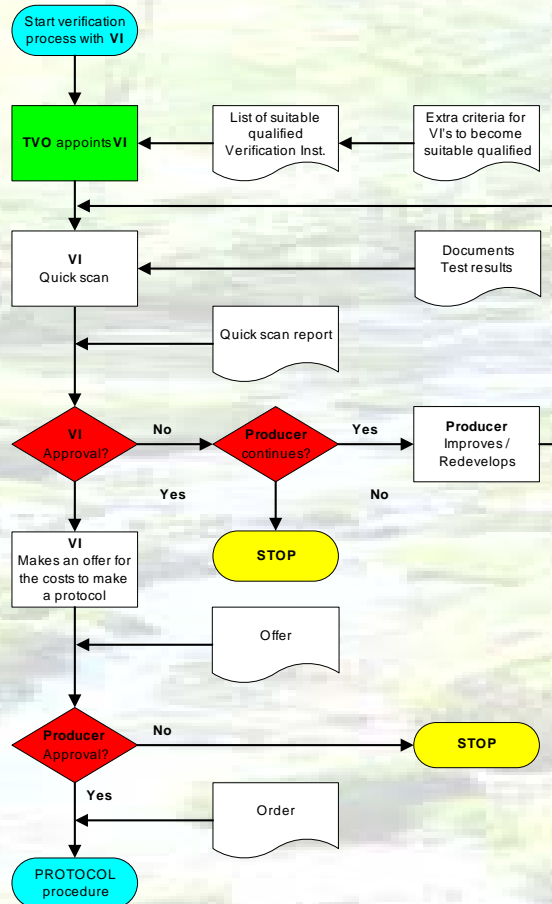 Start verification
process with VI
TVO appoints VI
List of suitable
qualified
Verification Inst.
Extra criteria for
VI's to become
suitable qualified
VI
Quick scan
Documents
Test results
Quick scan report
VI
Approval?
No
Producer
continues?
Yes
Producer
Improves /
Redevelops
Yes
No
VI
Makes an offer for
the costs to make
a protocol
STOP
Offer
Producer
Approval?
No
STOP
Yes
Order
PROTOCOL
procedure